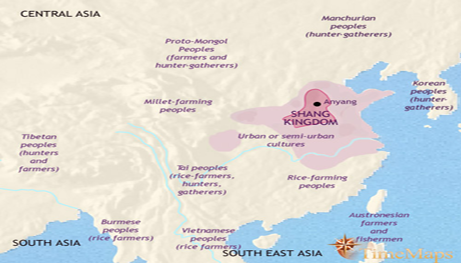 CENTRAL ASIA
Manchurian
peoples
(hunter-gatherers)
Proto-Mongol
Peoples
(farmers and
hunter-gatherers)
Korean
peoples
(hunter-
gatherers)
Millet-farming
peoples
Anyang
SHANG
KINGDOM
Urban or semi-urban
cultures
Tibetan
peoples
(hunters
and
farmers)
Tai peoples
(rice-farmers,
hunters,
gatherers)
Rice-farming
peoples
Austronesian
farmers
and
fishermen
Burmese
peoples
(rice farmers)
Vietnamese
peoples
(rice farmers)
SOUTH ASIA
SOUTH EAST ASIA
TimeMaps